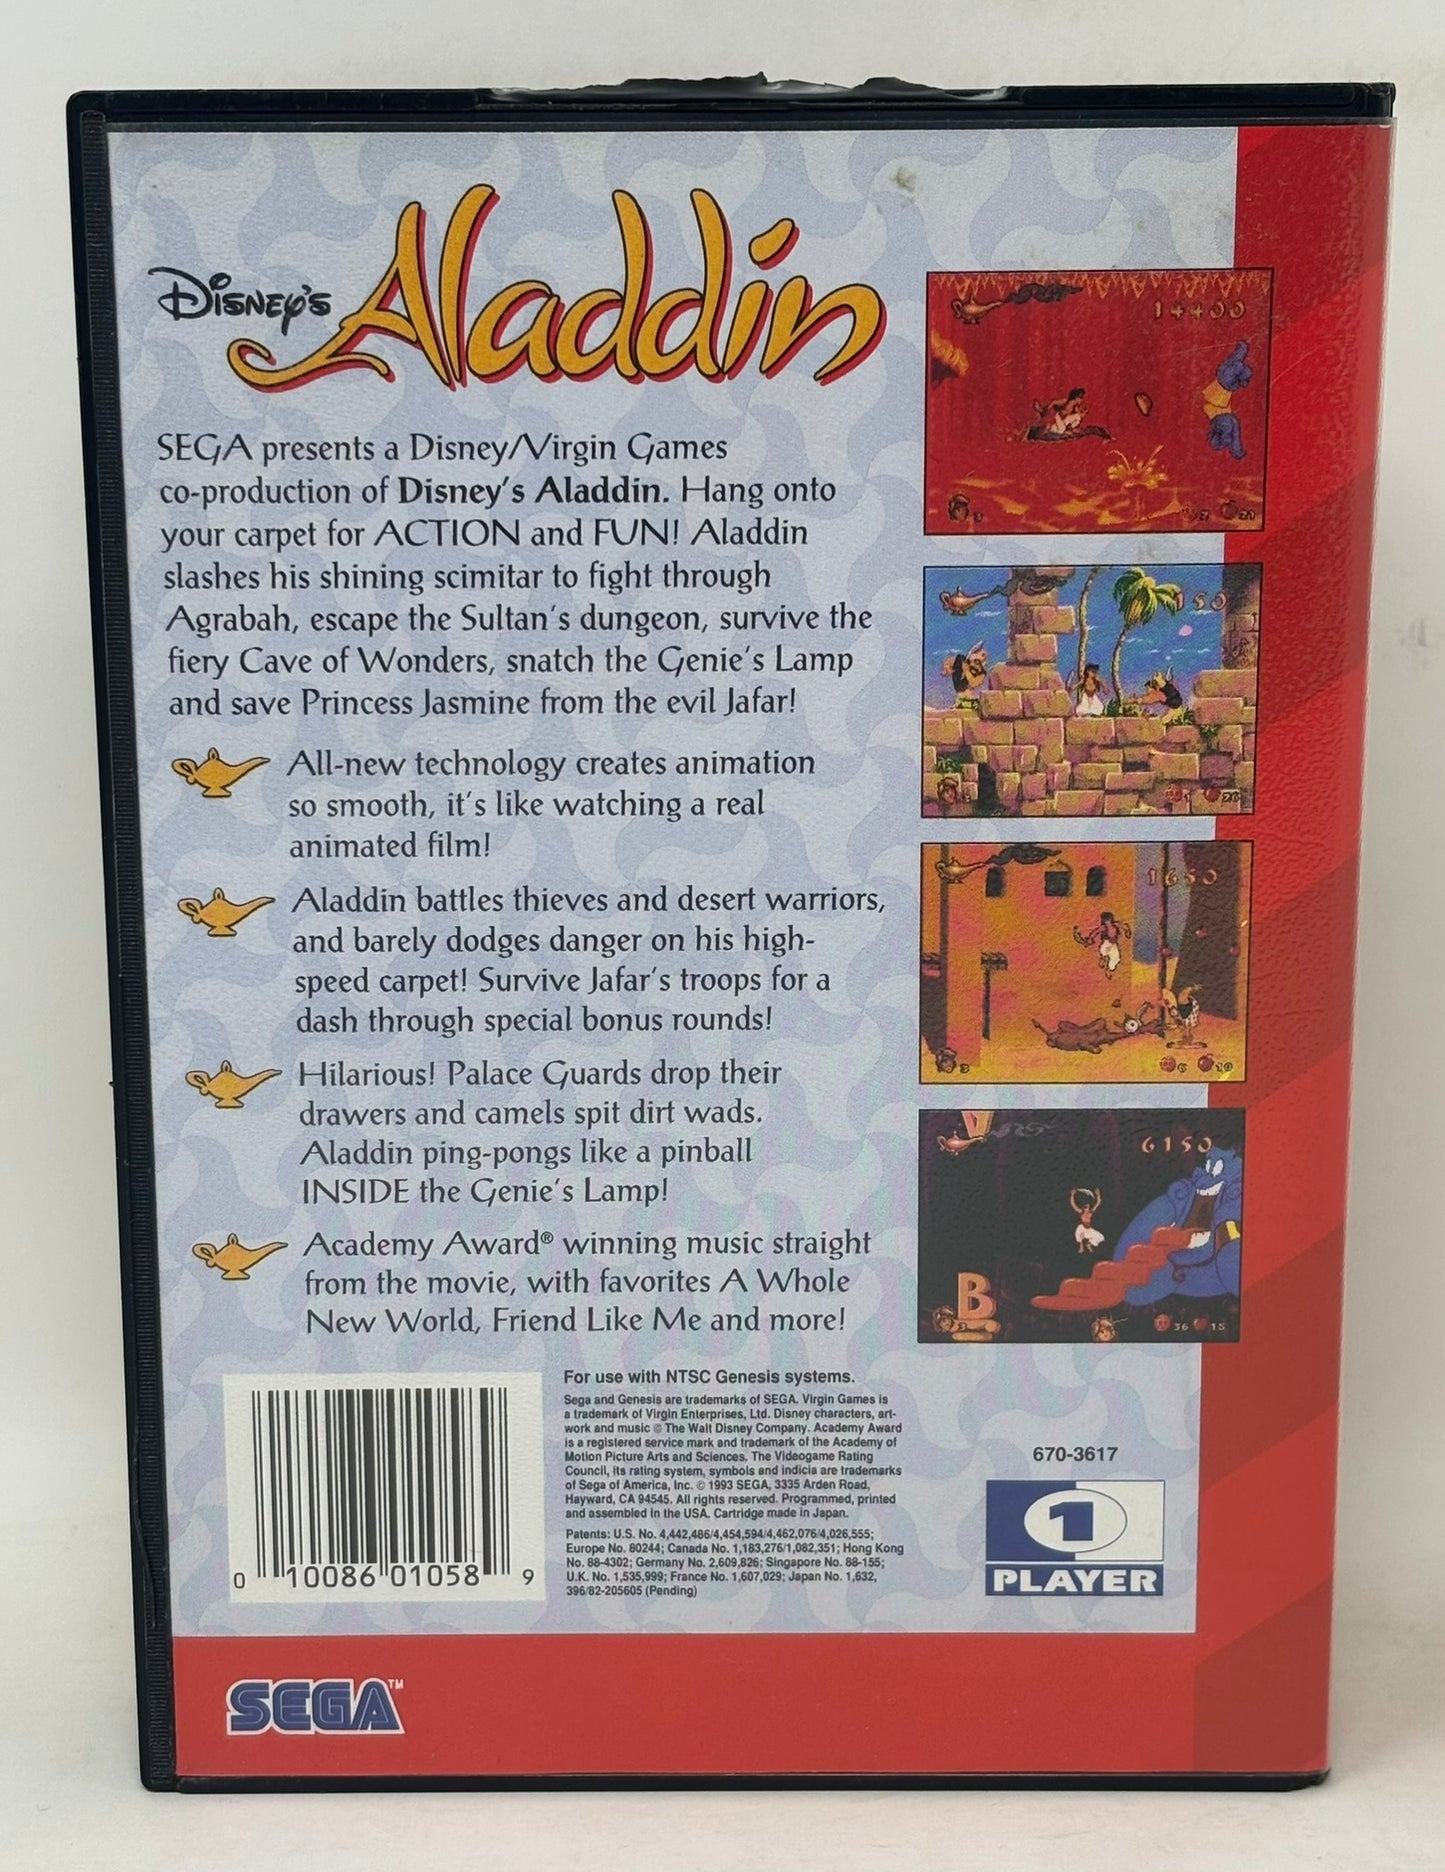 Disney's Aladdin
SEGA presents a Disney/Virgin Games
co-production of Disney's Aladdin. Hang onto
your carpet for ACTION and FUN! Aladdin
slashes his shining scimitar to fight through
Agrabah, escape the Sultan's dungeon, survive the
fiery Cave of Wonders, snatch the Genie's Lamp
and save Princess Jasmine from the evil Jafar!
All-new technology creates animation
so smooth, it's like watching a real
animated film!
Aladdin battles thieves and desert warriors,
and barely dodges danger on his high-
speed carpet! Survive Jafar's troops for a
dash through special bonus rounds!
Hilarious! Palace Guards drop their
drawers and camels spit dirt wads.
Aladdin ping-pongs like a pinball
INSIDE the Genie's Lamp!
Academy Award® winning music straight
from the movie, with favorites A Whole
New World, Friend Like Me and more!
14400
150
1650
6150
B
For use with NTSC Genesis systems.
Sega and Genesis are trademarks of SEGA. Virgin Games is
a trademark of Virgin Enterprises, Ltd. Disney characters, art-
work and music © The Walt Disney Company. Academy Award
is a registered service mark and trademark of the Academy of
Motion Picture Arts and Sciences. The Videogame Rating
Council, its rating system, symbols and indicia are trademarks
of Sega of America, Inc. © 1993 SEGA, 3335 Arden Road,
Hayward, CA 94545. All rights reserved. Programmed, printed
and assembled in the USA. Cartridge made in Japan.
Patents: U.S. No. 4,442,486/4,454,594/4,462,076/4,026,555;
Europe No. 80244; Canada No. 1,183,276/1,082,351; Hong Kong
No. 88-4302; Germany No. 2,609,826; Singapore No. 88-155;
U.K. No. 1,535,999; France No. 1,607,029; Japan No. 1,632,
396/82-205605 (Pending)
0 10086 01058 9
670-3617
1
PLAYER
SEGA™